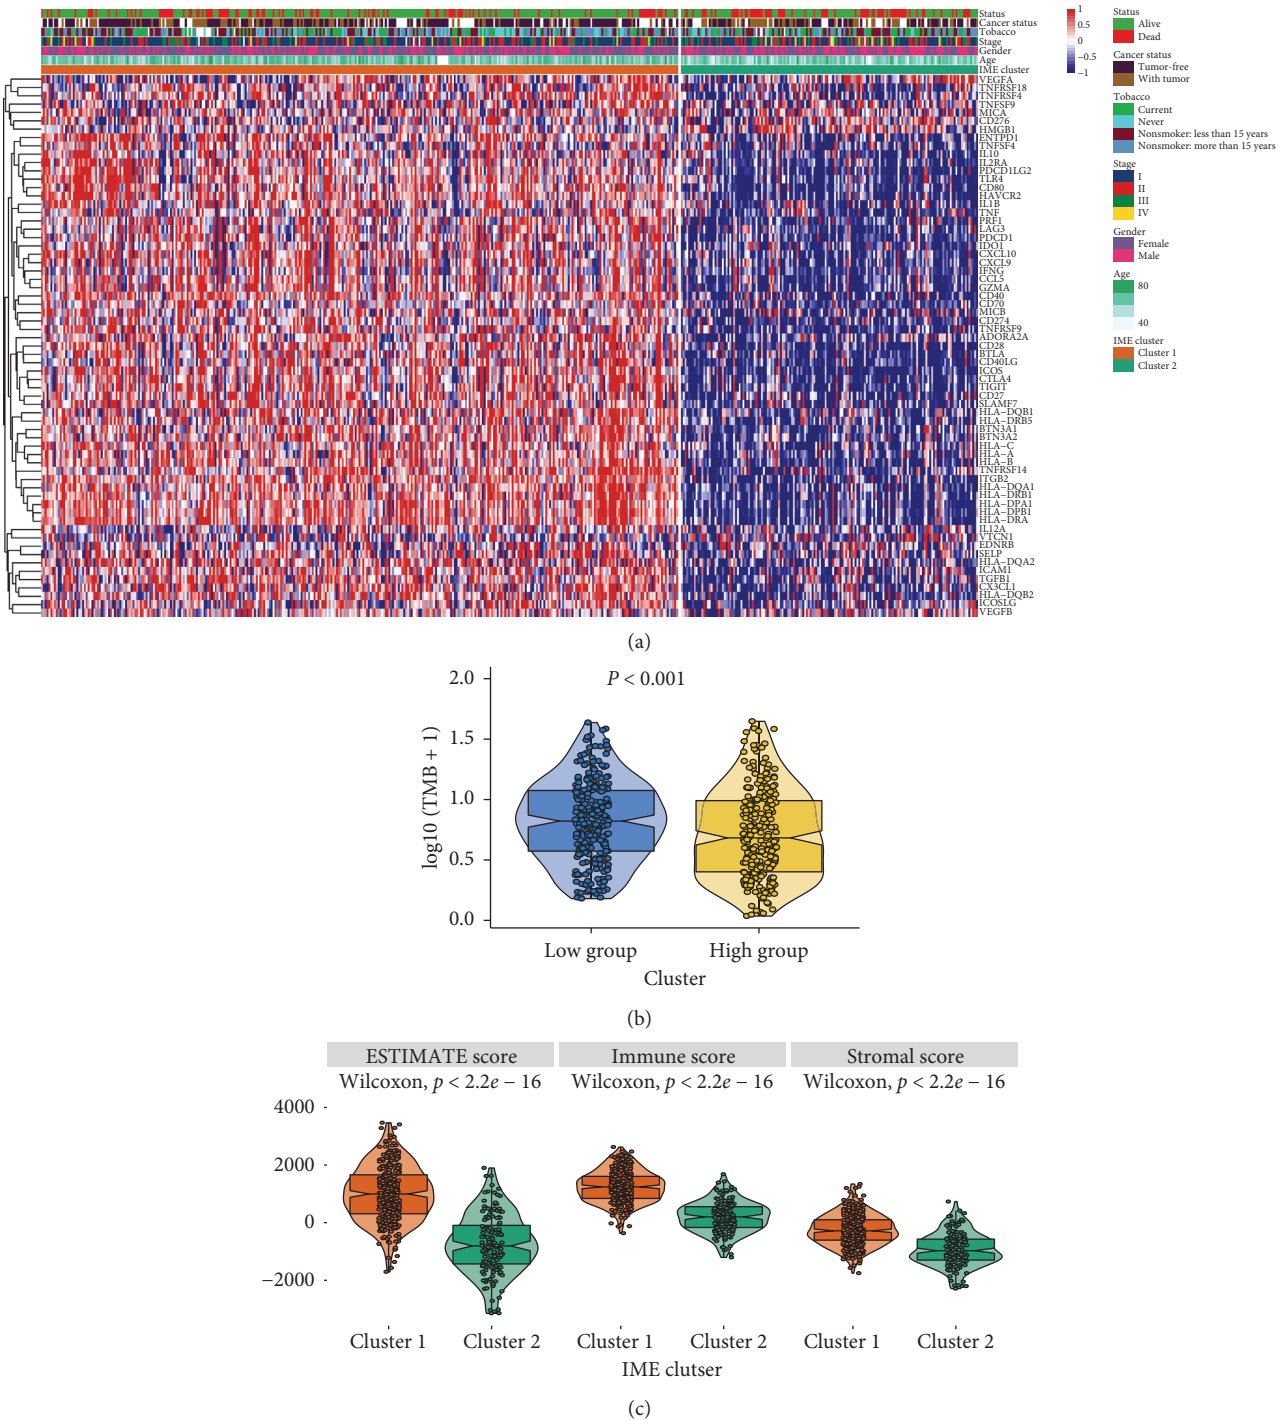 Status
Cancer status
Tobacco
Stage
Gender
Age
IME cluster
VEGFA
TNFRSF18
TNFRSF4
TNFSF9
MICA
CD276
HMGB1
ENTPD1
TNFSF4
IL10
IL2RA
PDCD1LG2
TLR4
CD80
HAVCR2
IL1B
TNF
PRF1
LAG3
PDCD1
IDO1
CXCL10
CXCL9
IFNG
CCL5
GZMA
CD40
CD70
MICB
CD274
TNFRSF9
ADORA2A
CD28
BTLA
CD40LG
ICOS
CTLA4
TIGIT
CD27
SLAMF7
HLA−DQB1
HLA−DRB5
BTN3A1
BTN3A2
HLA−C
HLA−A
HLA−B
TNFRSF14
ITGB2
HLA−DQA1
HLA−DRB1
HLA−DPA1
HLA−DPB1
HLA−DRA
IL12A
VTCN1
EDNRB
SELP
HLA−DQA2
ICAM1
TGFB1
CX3CL1
HLA−DQB2
ICOSLG
VEGFB
1
0.5
0
−0.5
−1
Status
Alive
Dead
Cancer status
Tumor-free
With tumor
Tobacco
Current
Never
Nonsmoker: less than 15 years
Nonsmoker: more than 15 years
Stage
I
II
III
IV
Gender
Female
Male
Age
80
40
IME cluster
Cluster 1
Cluster 2
(a)
P < 0.001
2.0
1.5
1.0
0.5
0.0
log10 (TMB + 1)
Low group
High group
Cluster
(b)
ESTIMATE score
Immune score
Stromal score
Wilcoxon, p < 2.2e − 16
Wilcoxon, p < 2.2e − 16
Wilcoxon, p < 2.2e − 16
4000
2000
0
−2000
Cluster 1
Cluster 2
Cluster 1
Cluster 2
Cluster 1
Cluster 2
IME clutser
(c)